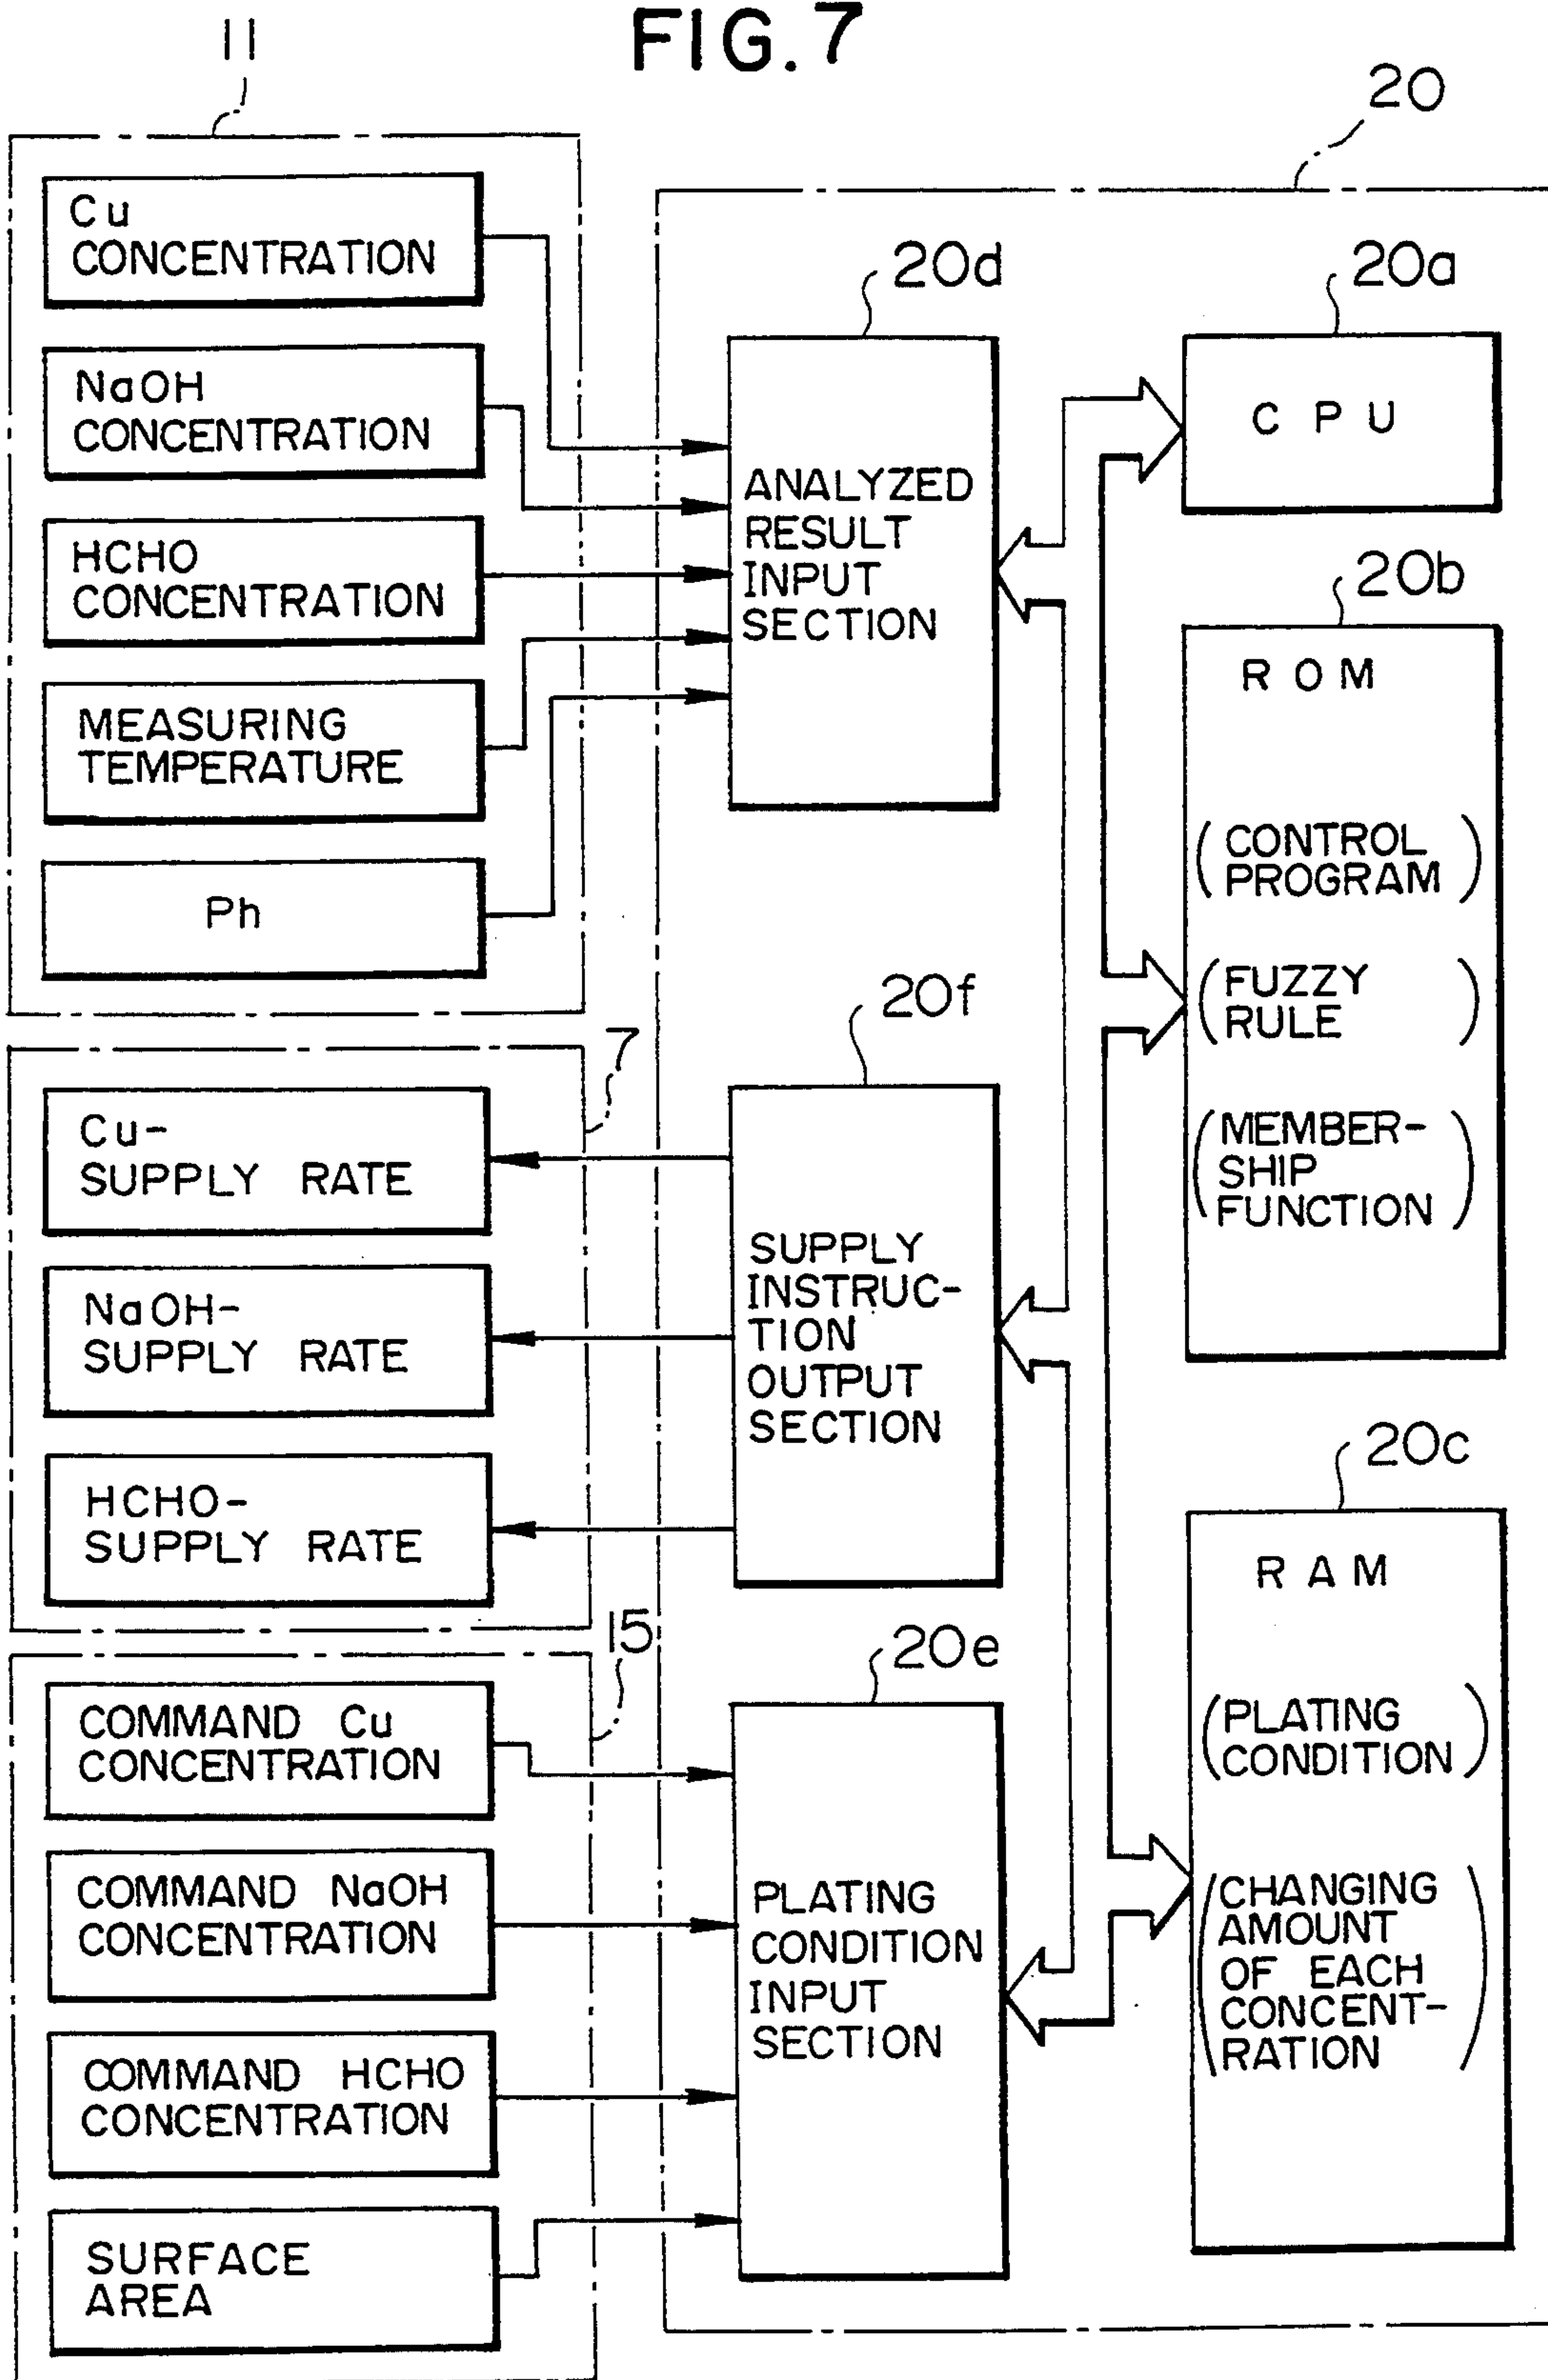 FIG. 7
11
20
Cu
CONCENTRATION
NaOH
CONCENTRATION
HCHO
CONCENTRATION
MEASURING
TEMPERATURE
Ph
20d
ANALYZED
RESULT
INPUT
SECTION
20a
C P U
20b
R O M
(CONTROL
PROGRAM)
(FUZZY
RULE)
(MEMBER-
SHIP
FUNCTION)
7
Cu-
SUPPLY RATE
NaOH-
SUPPLY RATE
HCHO-
SUPPLY RATE
20f
SUPPLY
INSTRUC-
TION
OUTPUT
SECTION
20c
R A M
(PLATING
CONDITION)
(CHANGING
AMOUNT
OF EACH
CONCENT-
RATION)
15
COMMAND Cu
CONCENTRATION
COMMAND NaOH
CONCENTRATION
COMMAND HCHO
CONCENTRATION
SURFACE
AREA
20e
PLATING
CONDITION
INPUT
SECTION